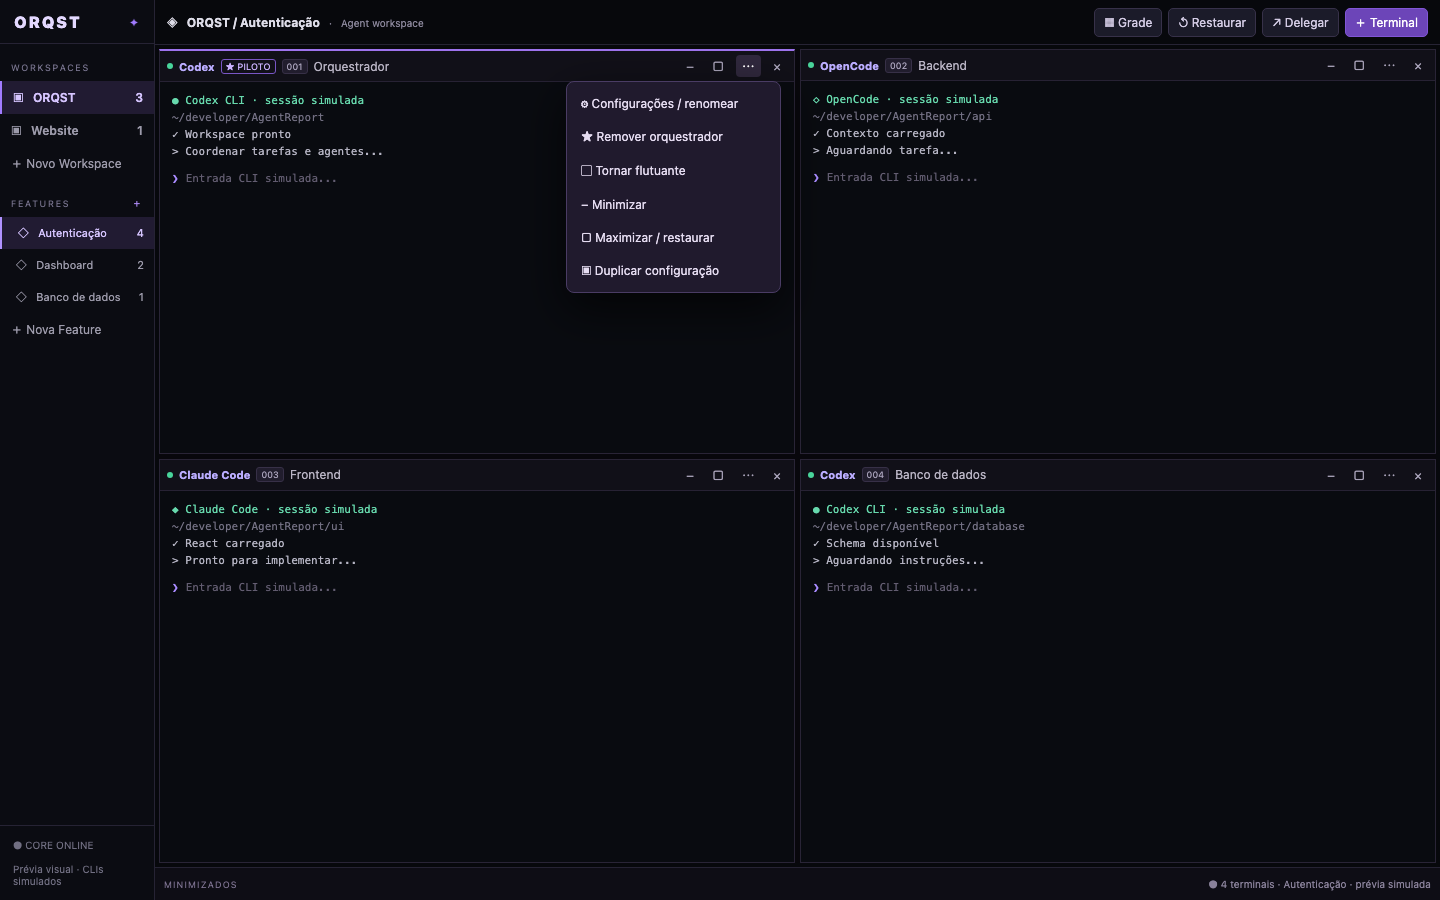 ORQST
WORKSPACES
ORQST 3
Website 1
+ Novo Workspace
FEATURES +
Autenticação 4
Dashboard 2
Banco de dados 1
+ Nova Feature
CORE ONLINE
Prévia visual · CLIs
simulados
ORQST / Autenticação · Agent workspace
Grade
Restaurar
Delegar
+ Terminal
Codex ★ PILOTO 001 Orquestrador
● Codex CLI · sessão simulada
~/developer/AgentReport
✓ Workspace pronto
> Coordenar tarefas e agentes...
❯ Entrada CLI simulada...
Configurações / renomear
Remover orquestrador
Tornar flutuante
Minimizar
Maximizar / restaurar
Duplicar configuração
OpenCode 002 Backend
◇ OpenCode · sessão simulada
~/developer/AgentReport/api
✓ Contexto carregado
> Aguardando tarefa...
❯ Entrada CLI simulada...
Claude Code 003 Frontend
◆ Claude Code · sessão simulada
~/developer/AgentReport/ui
✓ React carregado
> Pronto para implementar...
❯ Entrada CLI simulada...
Codex 004 Banco de dados
● Codex CLI · sessão simulada
~/developer/AgentReport/database
✓ Schema disponível
> Aguardando instruções...
❯ Entrada CLI simulada...
MINIMIZADOS
4 terminais · Autenticação · prévia simulada